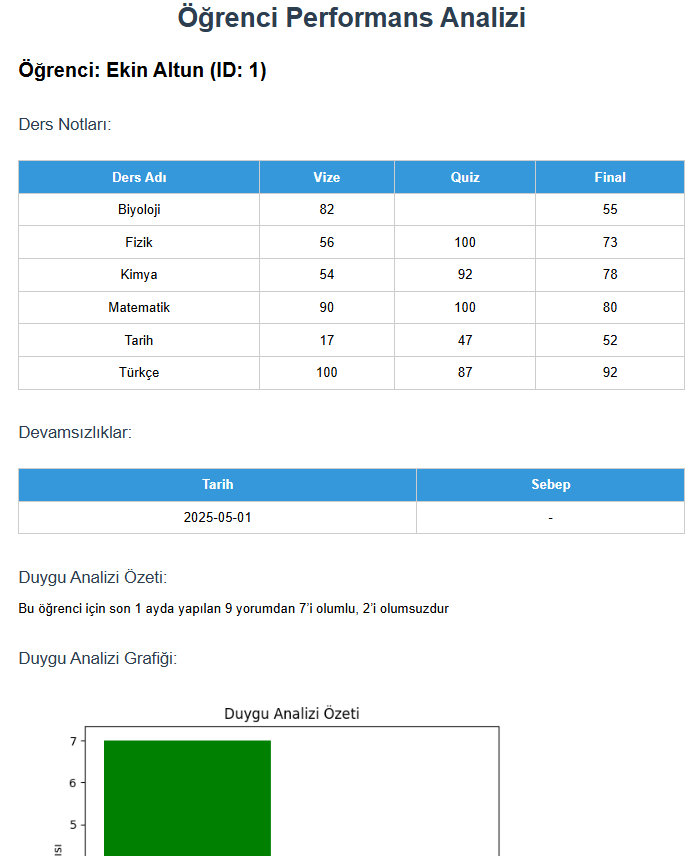 Öğrenci Performans Analizi
Öğrenci: Ekin Altun (ID: 1)
Ders Notları:
Ders Adı Vize Quiz Final
Biyoloji 82 55
Fizik 56 100 73
Kimya 54 92 78
Matematik 90 100 80
Tarih 17 47 52
Türkçe 100 87 92
Devamsızlıklar:
Tarih Sebep
2025-05-01 -
Duygu Analizi Özeti:
Bu öğrenci için son 1 ayda yapılan 9 yorumdan 7’i olumlu, 2’i olumsuzdur
Duygu Analizi Grafiği:
Duygu Analizi Özeti
7
6
5